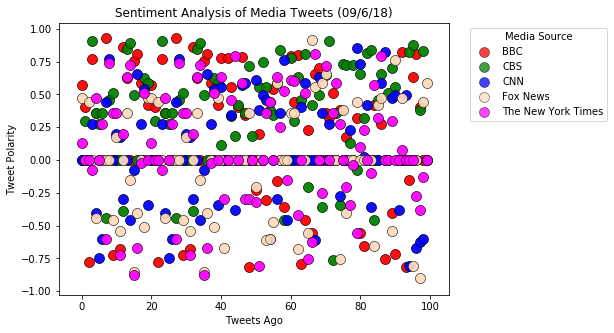 Sentiment Analysis of Media Tweets (09/6/18)
Media Source
BBC
CBS
CNN
Fox News
The New York Times
Tweet Polarity
1.00
0.75
0.50
0.25
0.00
−0.25
−0.50
−0.75
−1.00
0 20 40 60 80 100
Tweets Ago